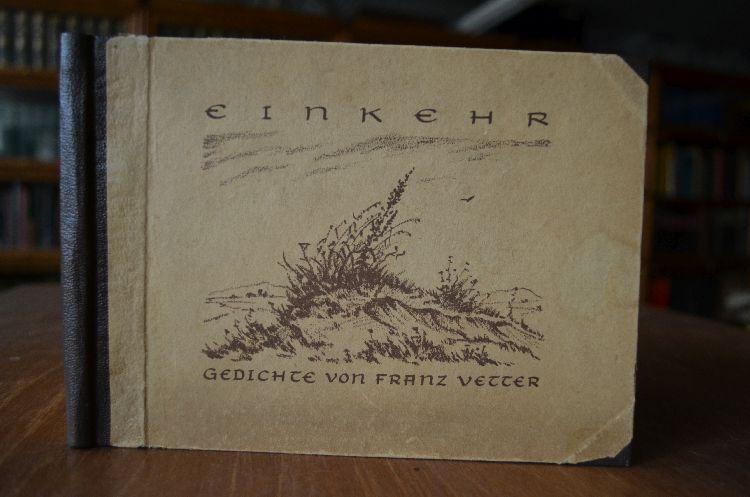 EINKEHR
GEDICHTE VON FRANZ VETTER